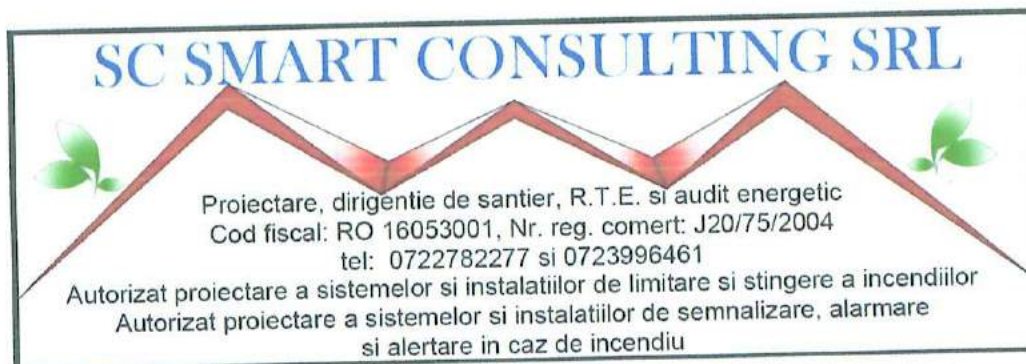 SC SMART CONSULTING SRL
Proiectare, dirigentie de santier, R.T.E. si audit energetic
Cod fiscal: RO 16053001, Nr. reg. comert: J20/75/2004
tel: 0722782277 si 0723996461
Autorizat proiectare a sistemelor si instalatiilor de limitare si stingere a incendiilor
Autorizat proiectare a sistemelor si instalatiilor de semnalizare, alarmare
si alertare in caz de incendiu